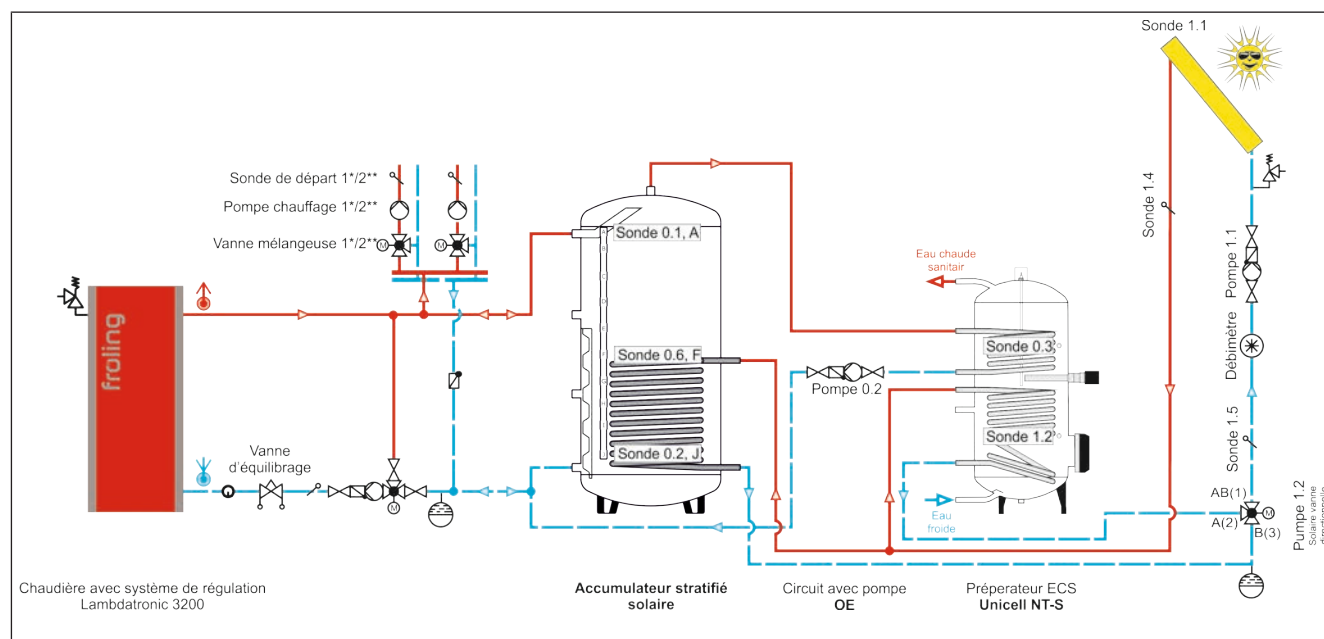 Sonde 1.1
Sonde de départ 1*/2**
Pompe chauffage 1*/2**
Vanne mélangeuse 1*/2**
M
M
froling
Sonde 0.1, A
A
B
C
D
E
F
G
H
I
Sonde 0.6, F
Sonde 0.2, J
Eau chaude
sanitair
A
Sonde 0.3
Pompe 0.2
Sonde 1.2
Eau
froide
Sonde 1.4
Pompe 1.1
Débimètre
Sonde 1.5
AB(1)
A(2)
M
B(3)
Pumpe 1.2
Solaire vanne
directionnelle
Vanne
d'équilibrage
M
Chaudière avec système de régulation
Lambdatronic 3200
Accumulateur stratifié
solaire
Circuit avec pompe
OE
Préperateur ECS
Unicell NT-S